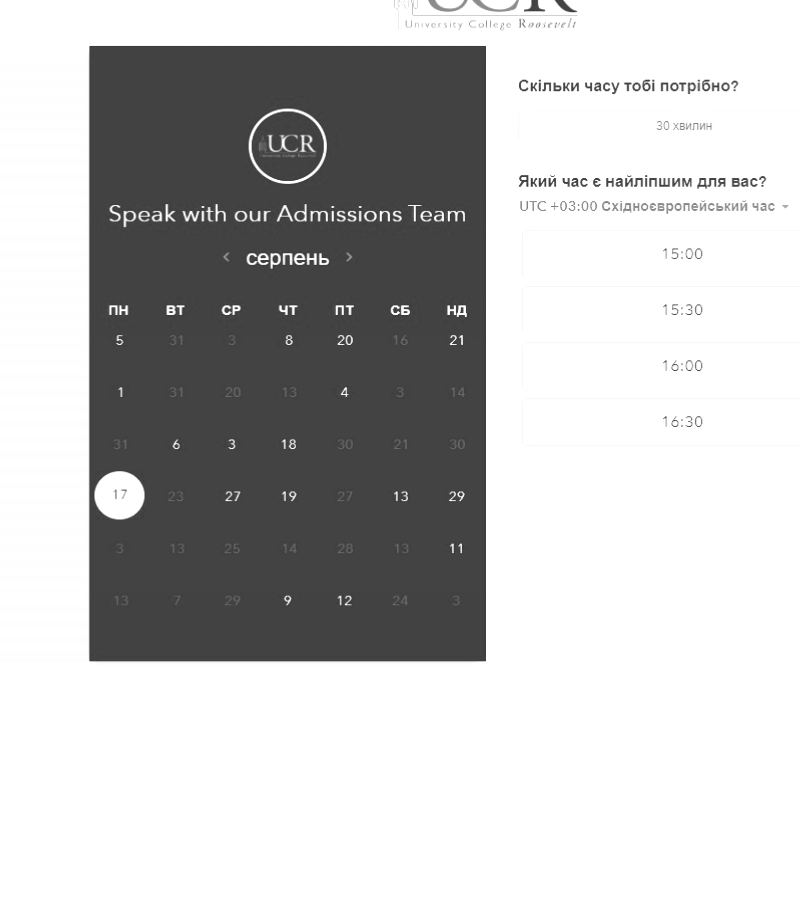 UCR
University College Roosevelt
UCR
Speak with our Admissions Team
‹ серпень ›
ПН ВТ СР ЧТ ПТ СБ НД
5 31 3 8 20 16 21
1 31 20 13 4 3 14
31 6 3 18 30 21 30
17 23 27 19 27 13 29
3 13 25 14 28 13 11
13 7 29 9 12 24 3
Скільки часу тобі потрібно?
30 хвилин
Який час є найліпшим для вас?
UTC +03:00 Східноєвропейський час
15:00
15:30
16:00
16:30